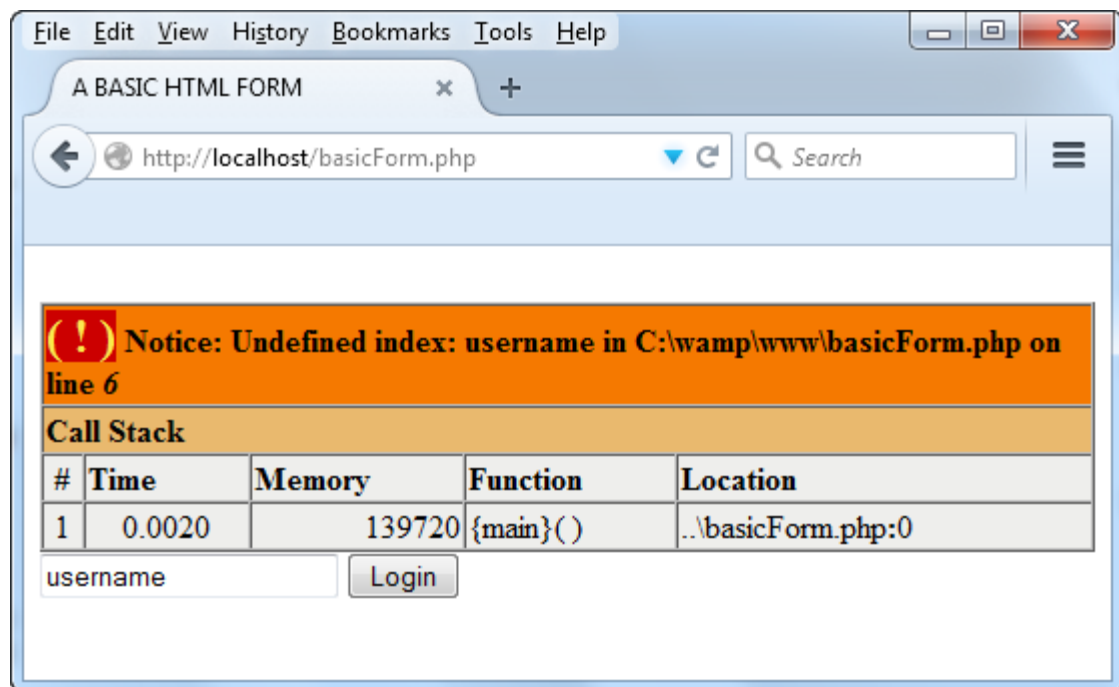 File Edit View History Bookmarks Tools Help
A BASIC HTML FORM
http://localhost/basicForm.php Search
( ! ) Notice: Undefined index: username in C:\wamp\www\basicForm.php on
line 6
Call Stack
# Time Memory Function Location
1 0.0020 139720 {main}( ) ..\basicForm.php:0
username Login